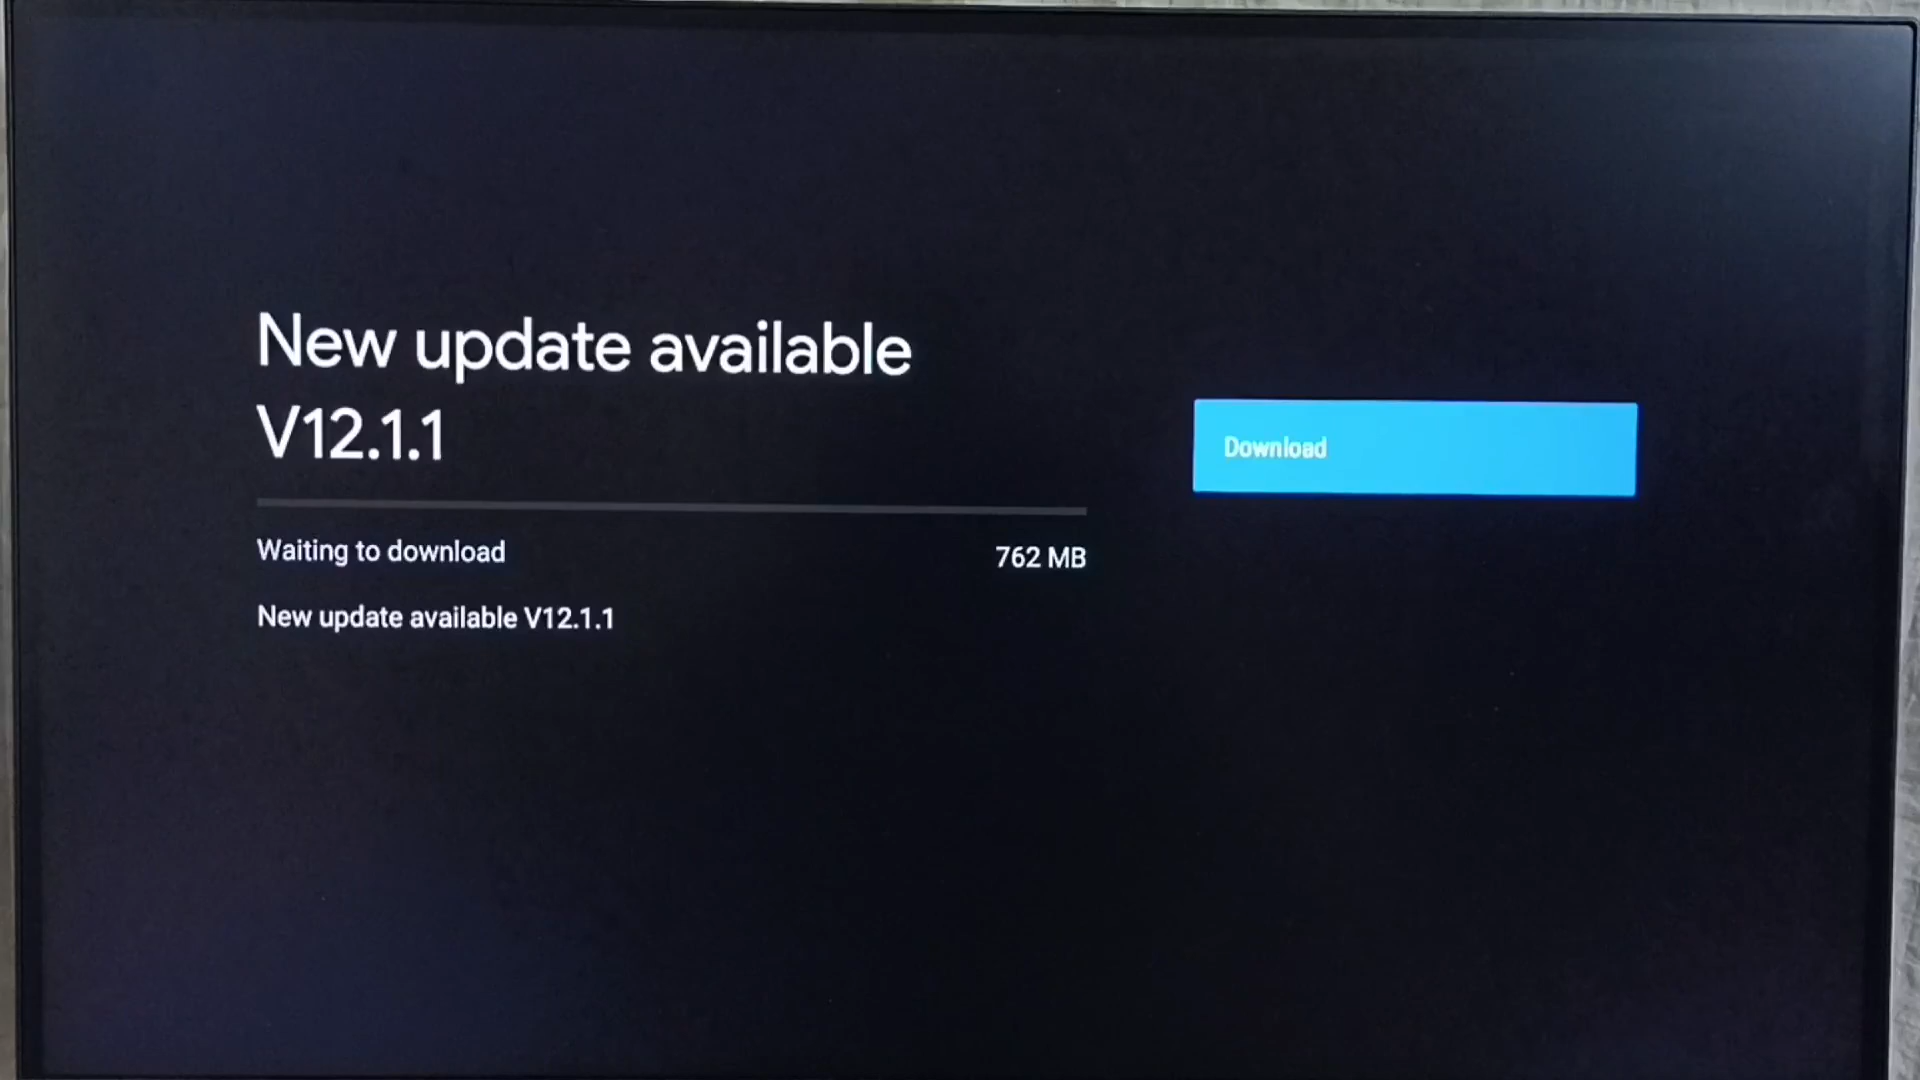 New update available
V12.1.1
Download
Waiting to download
762 MB
New update available V12.1.1